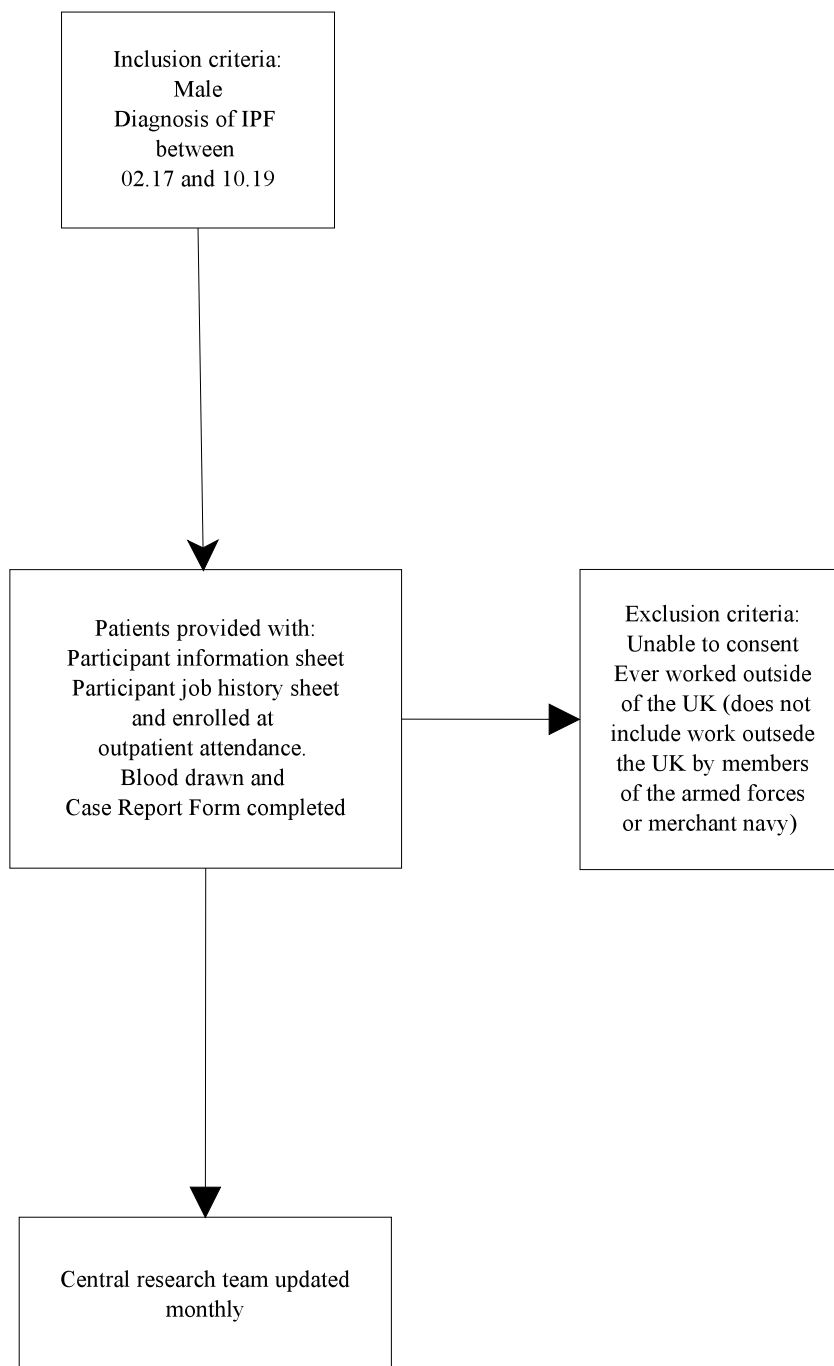 Inclusion criteria:
Male
Diagnosis of IPF
between
02.17 and 10.19
Patients provided with:
Participant information sheet
Participant job history sheet
and enrolled at
outpatient attendance.
Blood drawn and
Case Report Form completed
Exclusion criteria:
Unable to consent
Ever worked outside
of the UK (does not
include work outsede
the UK by members
of the armed forces
or merchant navy)
Central research team updated
monthly